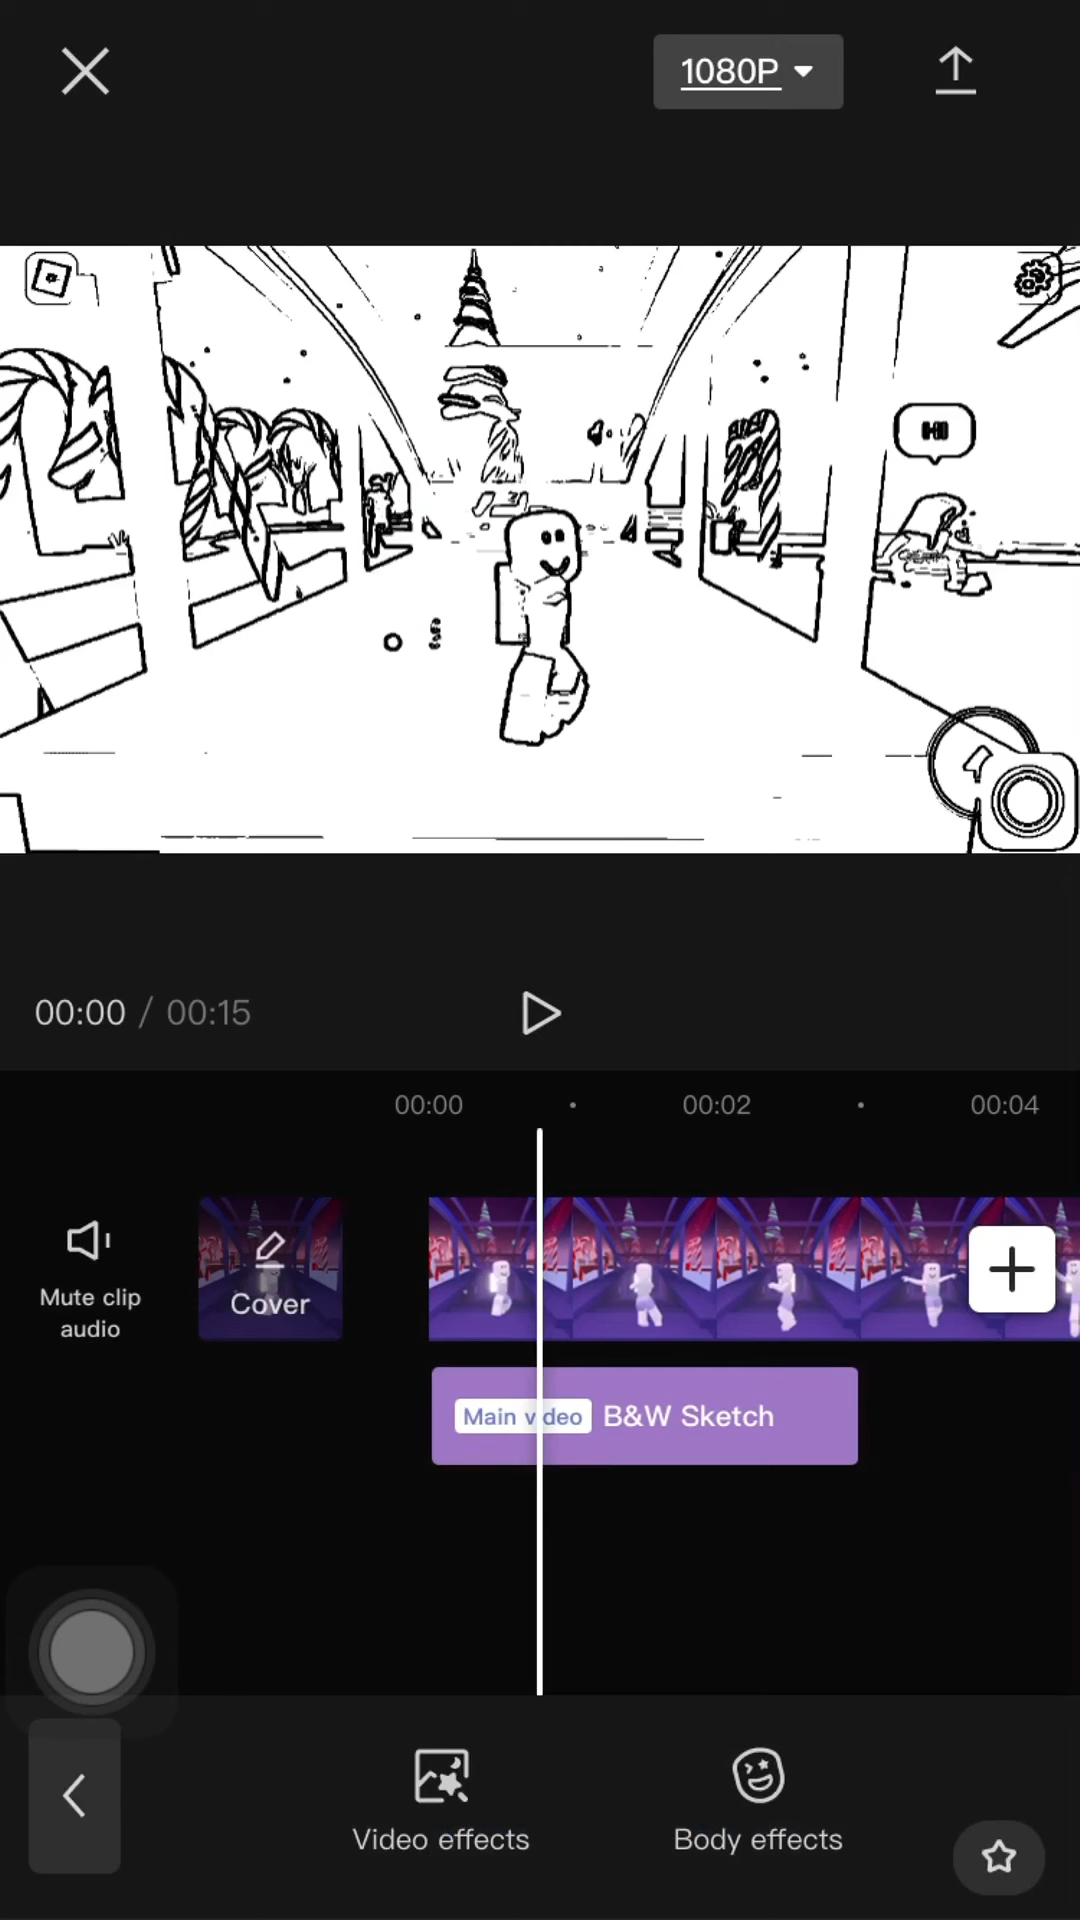 1080P
HI
00:00 / 00:15
00:00 00:02 00:04
Mute clip
audio
Cover
Main video B&W Sketch
Video effects Body effects